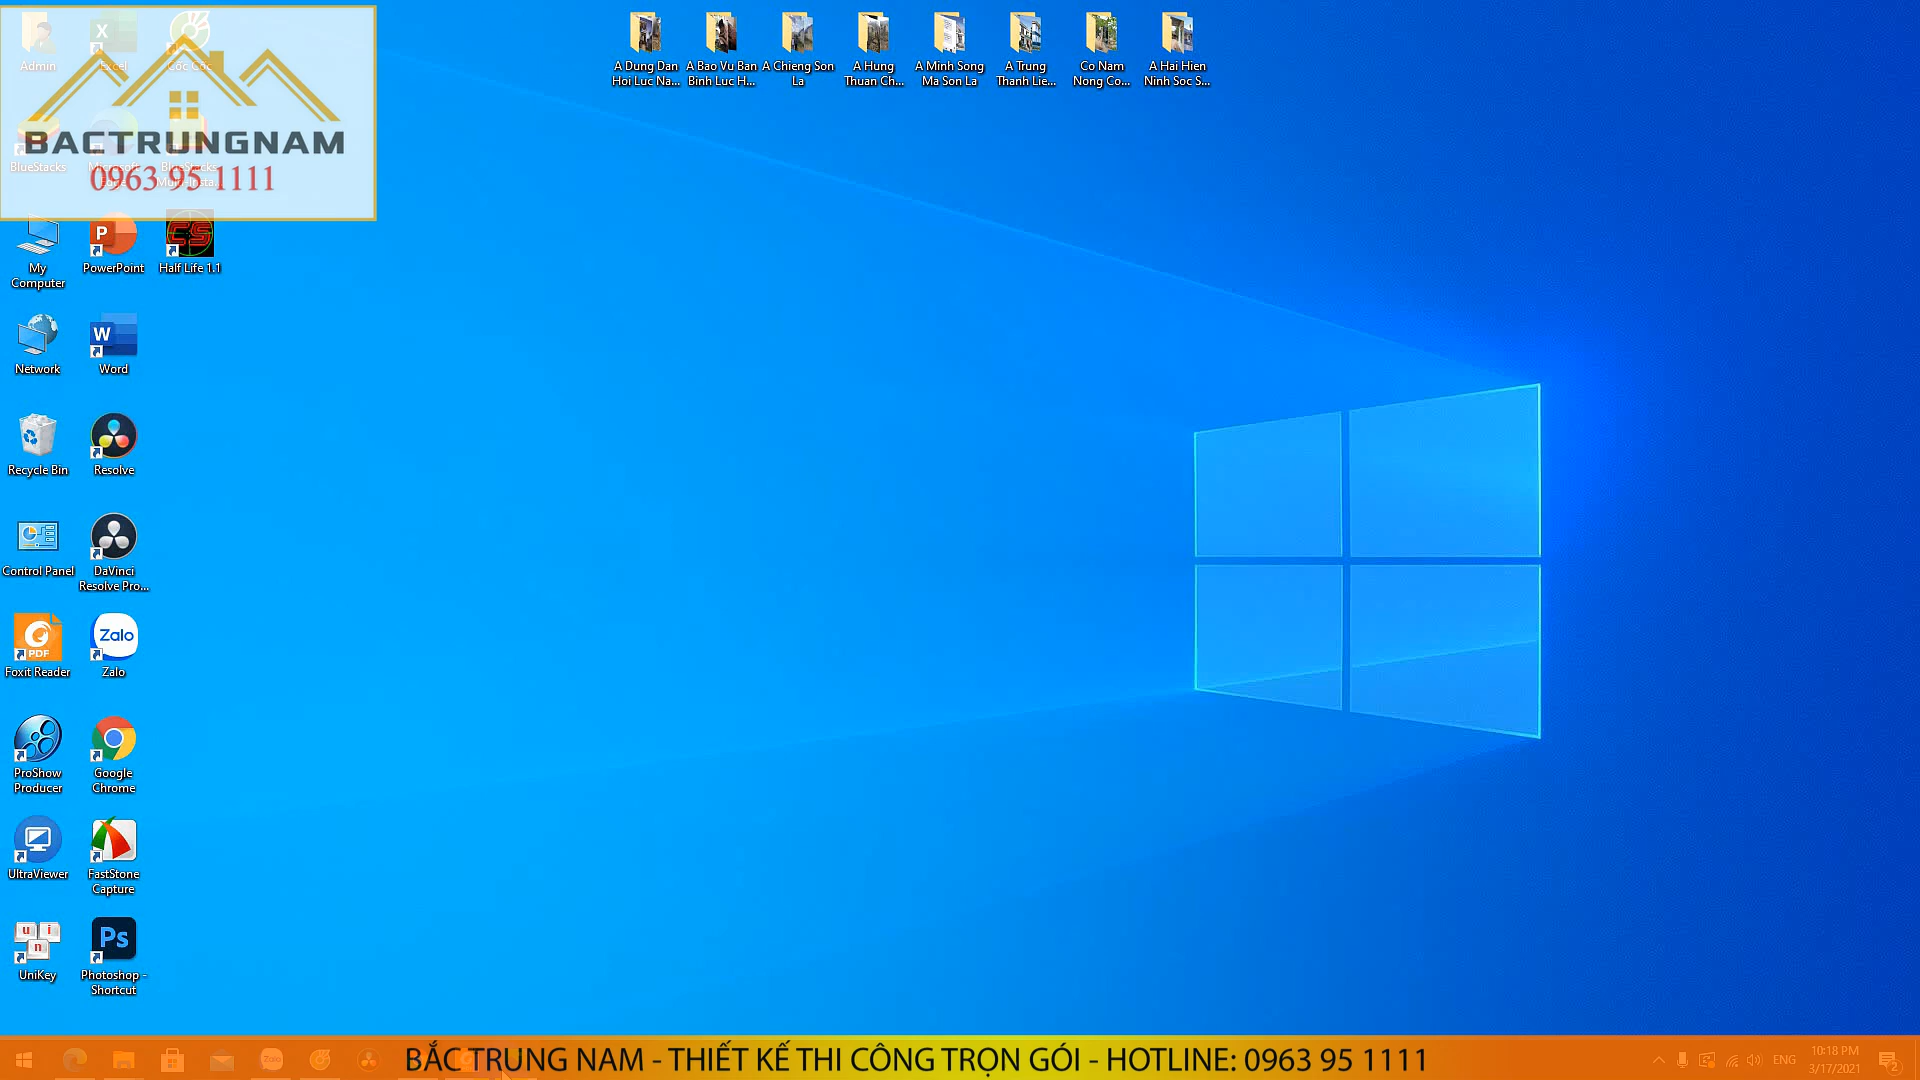 Admin
Excel
Cốc Cốc
BACTRUNGNAM
BlueStacks
0963 95 1111
My Computer
PowerPoint
Half Life 1.1
Network
Word
Recycle Bin
Resolve
Control Panel
DaVinci Resolve Pro...
Foxit Reader
PDF
Zalo
Zalo
ProShow Producer
Google Chrome
UltraViewer
FastStone Capture
UniKey
Ps
Photoshop - Shortcut
A Dung Dan Hoi Luc Na...
A Bao Vu Ban Binh Luc H...
A Chieng Son La
A Hung Thuan Ch...
A Minh Song Ma Son La
A Trung Thanh Lie...
Co Nam Nong Co...
A Hai Hien Ninh Soc S...
BẮC TRUNG NAM - THIẾT KẾ THI CÔNG TRỌN GÓI - HOTLINE: 0963 95 1111
ENG
10:18 PM
3/17/2021
2